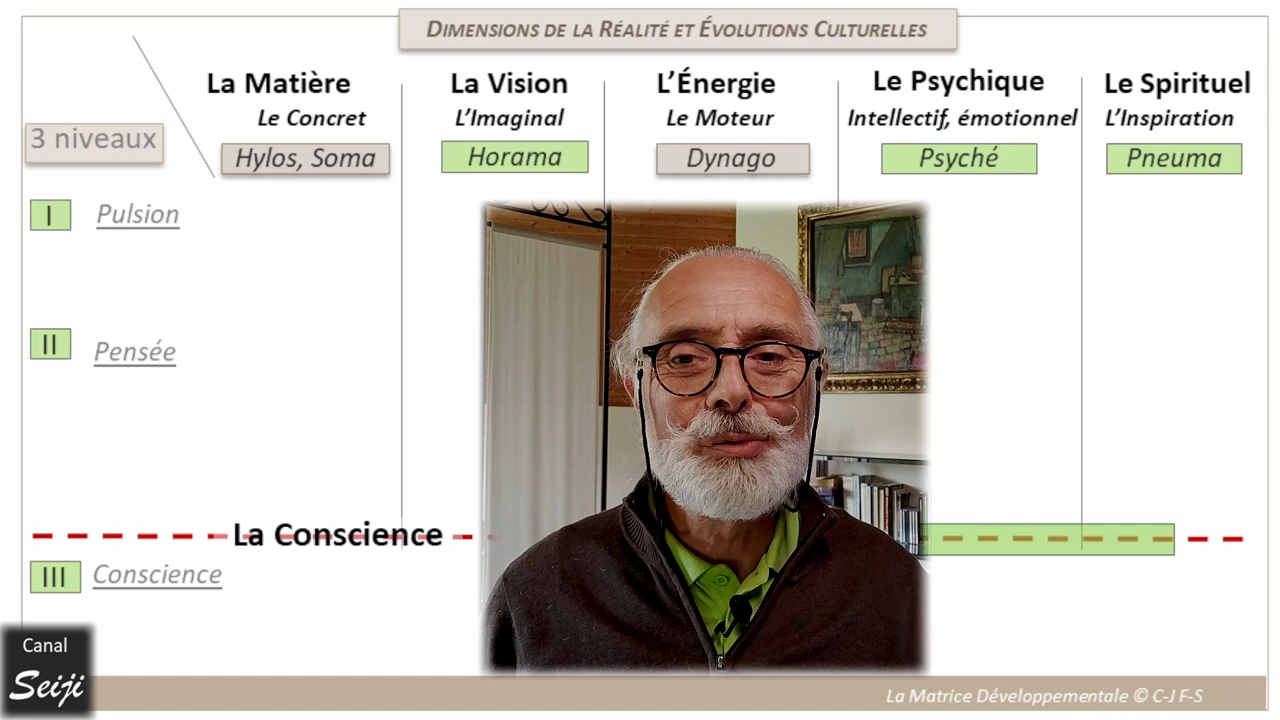 Dimensions de la Réalité et Évolutions Culturelles
La Matière
La Vision
L'Énergie
Le Psychique
Le Spirituel
Le Concret
L'Imaginal
Le Moteur
Intellectif, émotionnel
L'Inspiration
3 niveaux
Hylos, Soma
Horama
Dynago
Psyché
Pneuma
I Pulsion
II Pensée
La Conscience
III Conscience
Canal
Seiji
La Matrice Développementale © C-J F-S